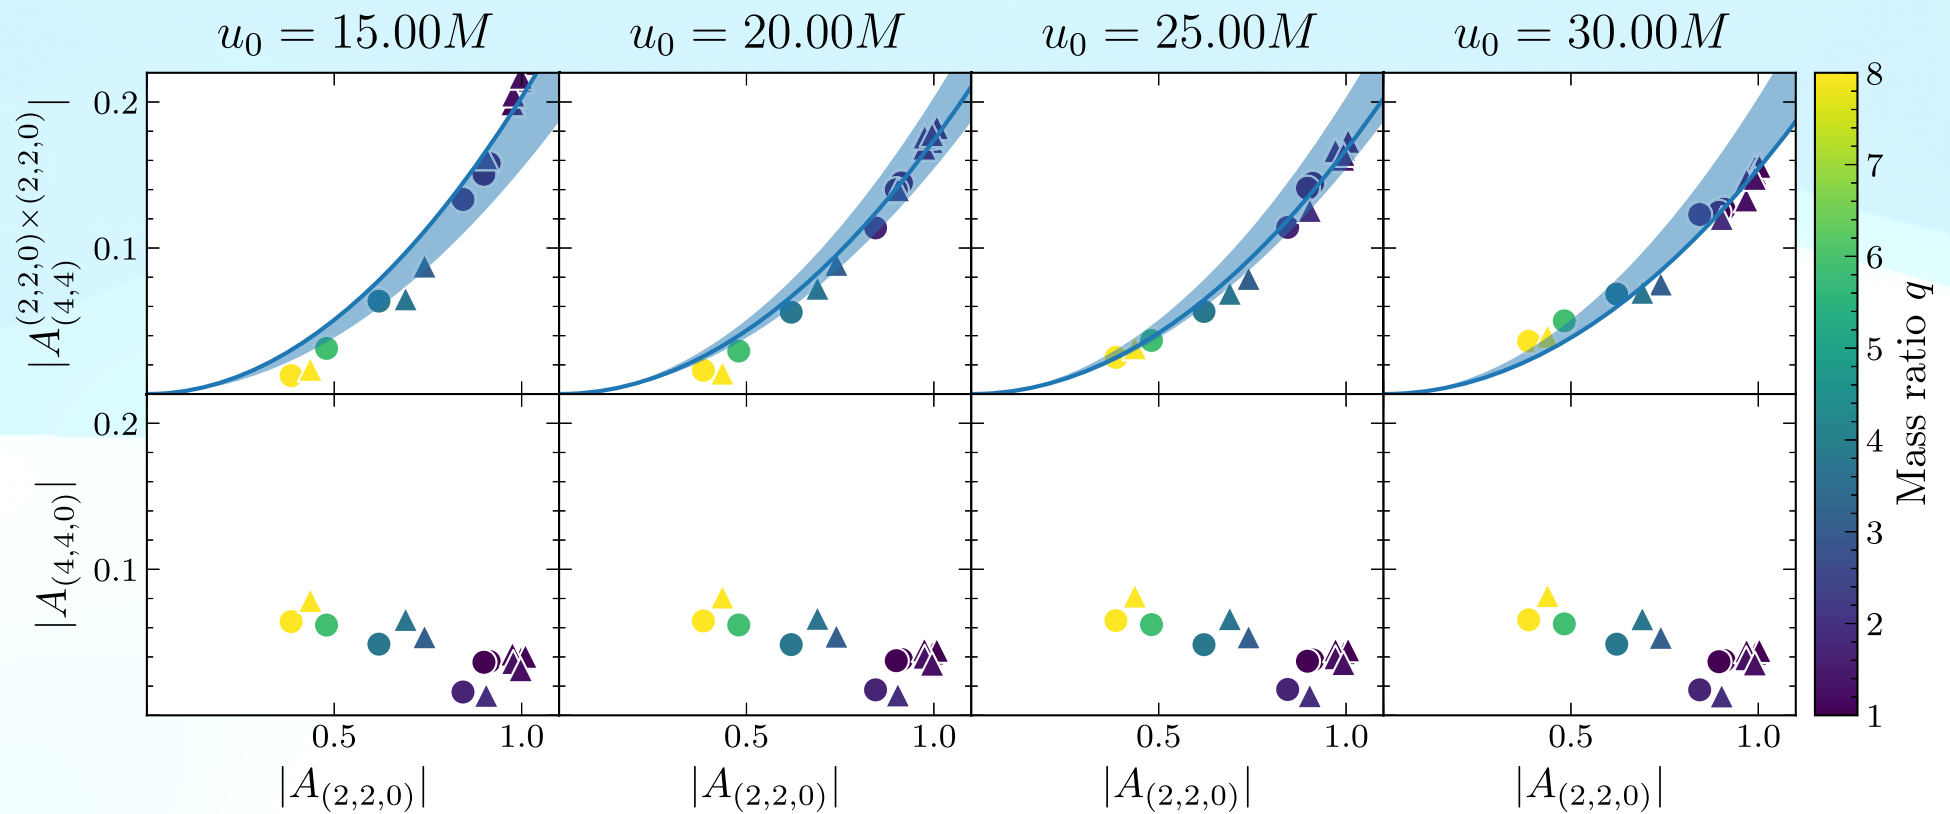 u₀ = 15.00M u₀ = 20.00M u₀ = 25.00M u₀ = 30.00M
|A₍₄,₄₎⁽²,²,⁰⁾ˣ⁽²,²,⁰⁾|
0.2
0.1
|A₍₄,₄,₀₎|
0.2
0.1
0.5 1.0 0.5 1.0 0.5 1.0 0.5 1.0
|A₍₂,₂,₀₎| |A₍₂,₂,₀₎| |A₍₂,₂,₀₎| |A₍₂,₂,₀₎|
8
7
6
5
4
3
2
1
Mass ratio q